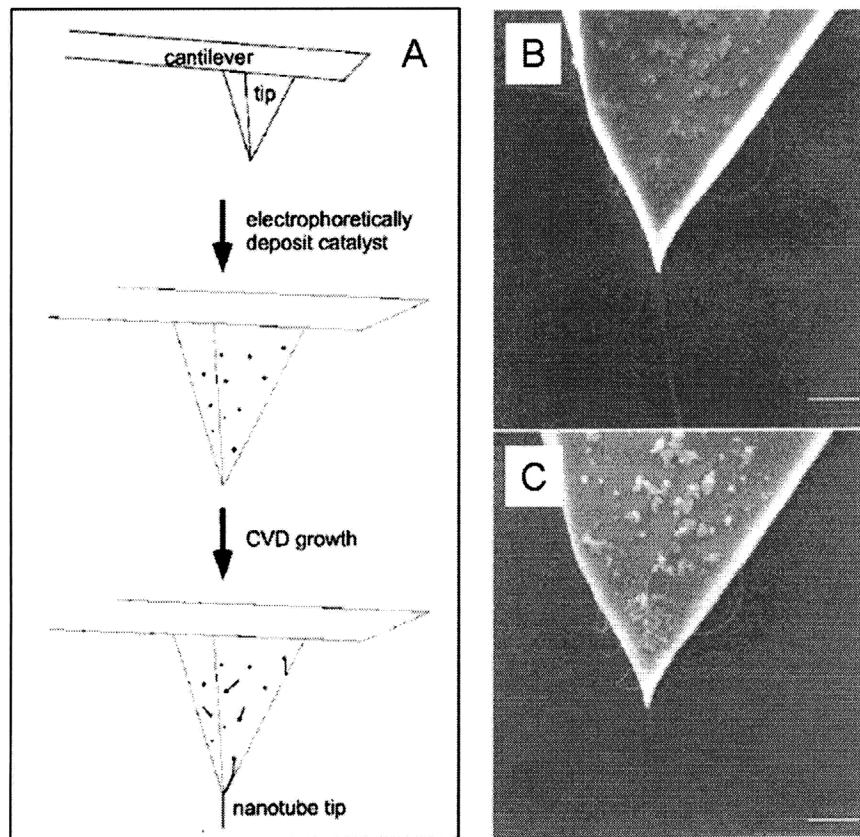 A
cantilever
tip
electrophoretically
deposit catalyst
CVD growth
nanotube tip
B
C